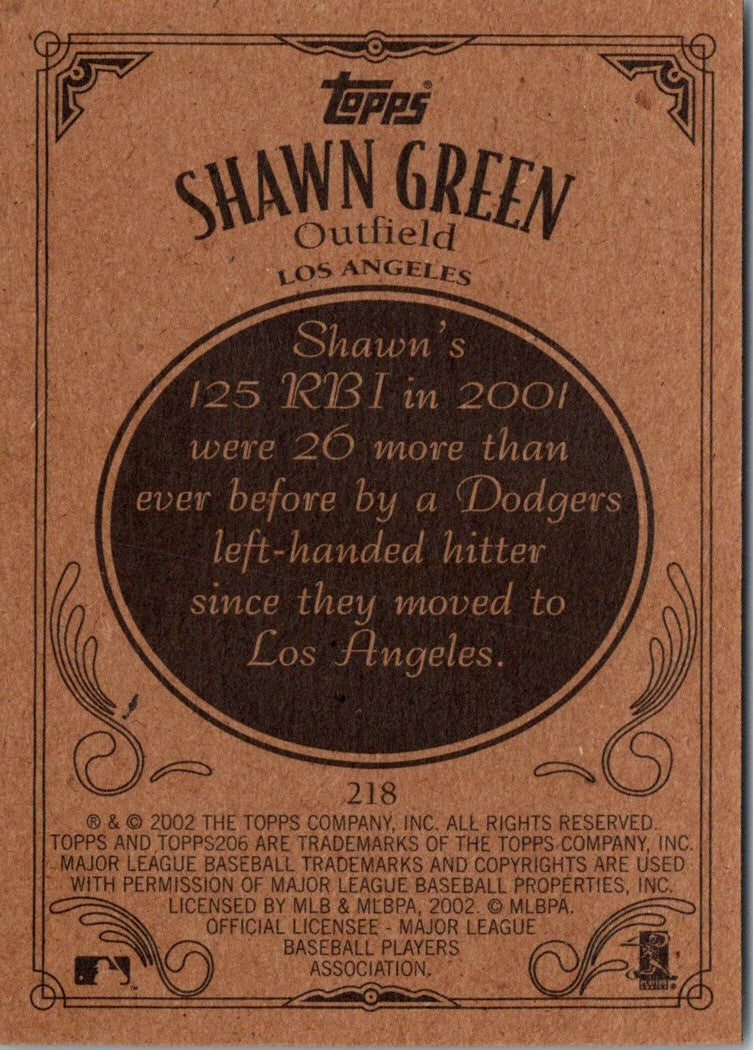 Topps®
SHAWN GREEN
Outfield
LOS ANGELES
Shawn's
125 RBI in 2001
were 26 more than
ever before by a Dodgers
left-handed hitter
since they moved to
Los Angeles.
218
® & © 2002 THE TOPPS COMPANY, INC. ALL RIGHTS RESERVED.
TOPPS AND TOPPS206 ARE TRADEMARKS OF THE TOPPS COMPANY, INC.
MAJOR LEAGUE BASEBALL TRADEMARKS AND COPYRIGHTS ARE USED
WITH PERMISSION OF MAJOR LEAGUE BASEBALL PROPERTIES, INC.
LICENSED BY MLB & MLBPA, 2002. © MLBPA.
OFFICIAL LICENSEE - MAJOR LEAGUE
BASEBALL PLAYERS
ASSOCIATION.